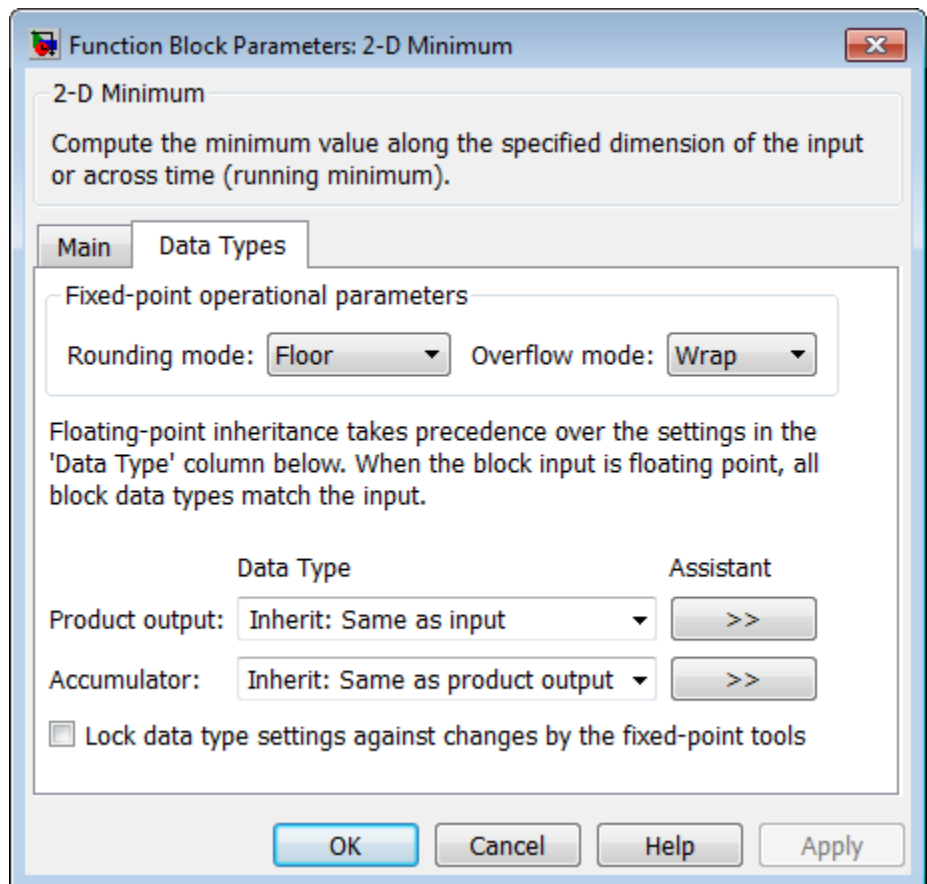 Function Block Parameters: 2-D Minimum
2-D Minimum
Compute the minimum value along the specified dimension of the input
or across time (running minimum).
Main Data Types
Fixed-point operational parameters
Rounding mode: Floor Overflow mode: Wrap
Floating-point inheritance takes precedence over the settings in the
'Data Type' column below. When the block input is floating point, all
block data types match the input.
Data Type Assistant
Product output: Inherit: Same as input >>
Accumulator: Inherit: Same as product output >>
Lock data type settings against changes by the fixed-point tools
OK Cancel Help Apply